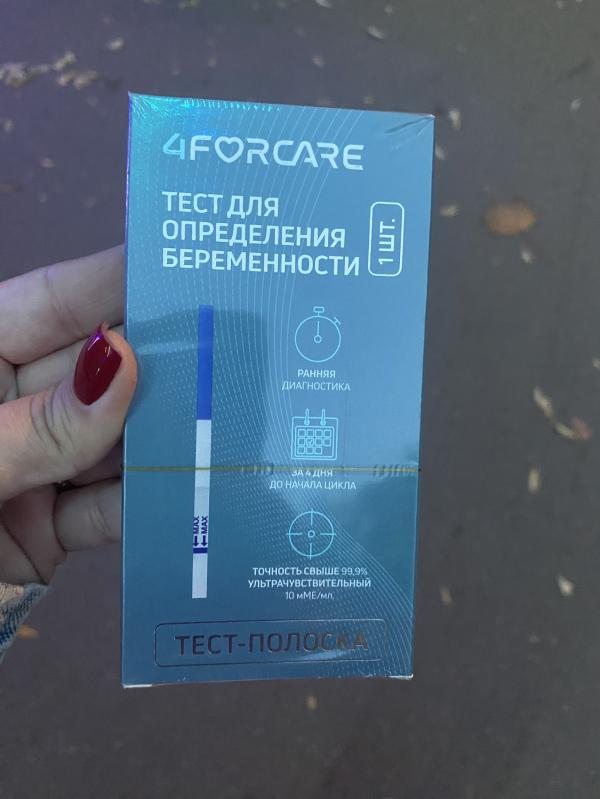 4FORCARE
ТЕСТ ДЛЯ
ОПРЕДЕЛЕНИЯ
БЕРЕМЕННОСТИ
1 ШТ.
РАННЯЯ
ДИАГНОСТИКА
ЗА 4 ДНЯ
ДО НАЧАЛА ЦИКЛА
MAX
MAX
ТОЧНОСТЬ СВЫШЕ 99,9%
УЛЬТРАЧУВСТВИТЕЛЬНЫЙ
10 мМЕ/мл.
ТЕСТ-ПОЛОСКА